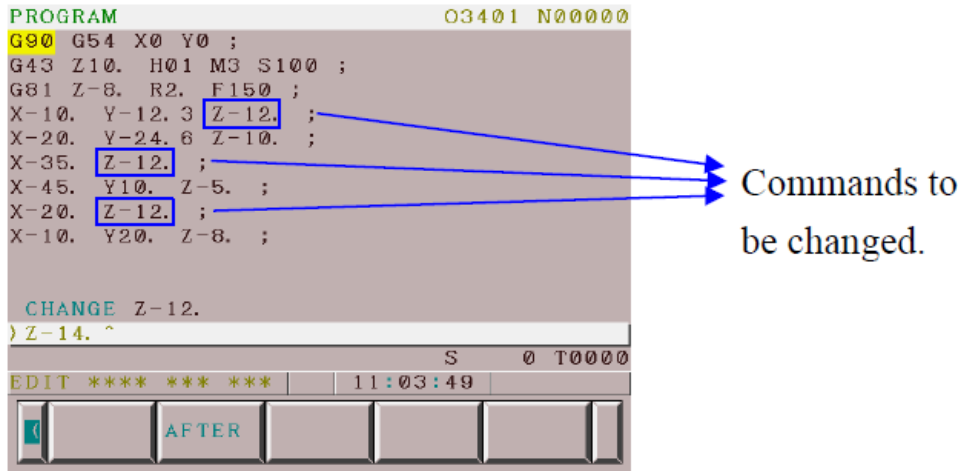 PROGRAM O3401 N00000
G90 G54 X0 Y0 ;
G43 Z10. H01 M3 S100 ;
G81 Z-8. R2. F150 ;
X-10. Y-12.3 Z-12. ;
X-20. Y-24.6 Z-10. ;
X-35. Z-12. ;
X-45. Y10. Z-5. ;
X-20. Z-12. ;
X-10. Y20. Z-8. ;
Commands to
be changed.
CHANGE Z-12.
) Z-14. ^
S 0 T0000
EDIT **** *** *** 11:03:49
( AFTER